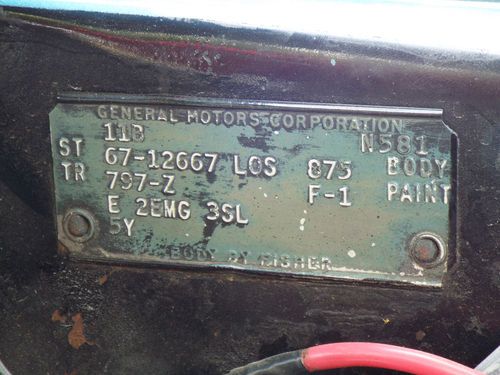 GENERAL MOTORS CORPORATION
11B N581
ST 67-12667 LOS 875 BODY
TR 797-Z F-1 PAINT
E 2EMG 3SL
5Y
BODY BY FISHER